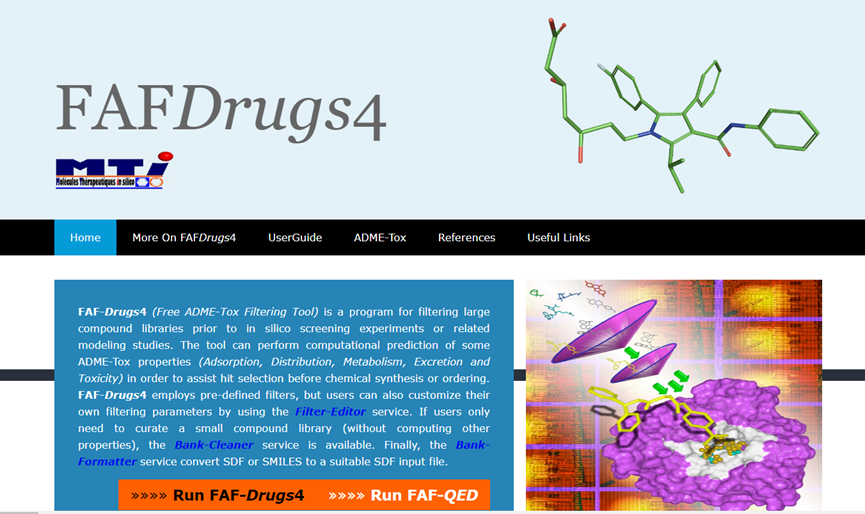 FAFDrugs4
MTi
Molécules Thérapeutiques in silico
Home More On FAFDrugs4 UserGuide ADME-Tox References Useful Links
FAF-Drugs4 (Free ADME-Tox Filtering Tool) is a program for filtering large
compound libraries prior to in silico screening experiments or related
modeling studies. The tool can perform computational prediction of some
ADME-Tox properties (Adsorption, Distribution, Metabolism, Excretion and
Toxicity) in order to assist hit selection before chemical synthesis or ordering.
FAF-Drugs4 employs pre-defined filters, but users can also customize their
own filtering parameters by using the Filter-Editor service. If users only
need to curate a small compound library (without computing other
properties), the Bank-Cleaner service is available. Finally, the Bank-
Formatter service convert SDF or SMILES to a suitable SDF input file.
»»»» Run FAF-Drugs4 »»»» Run FAF-QED